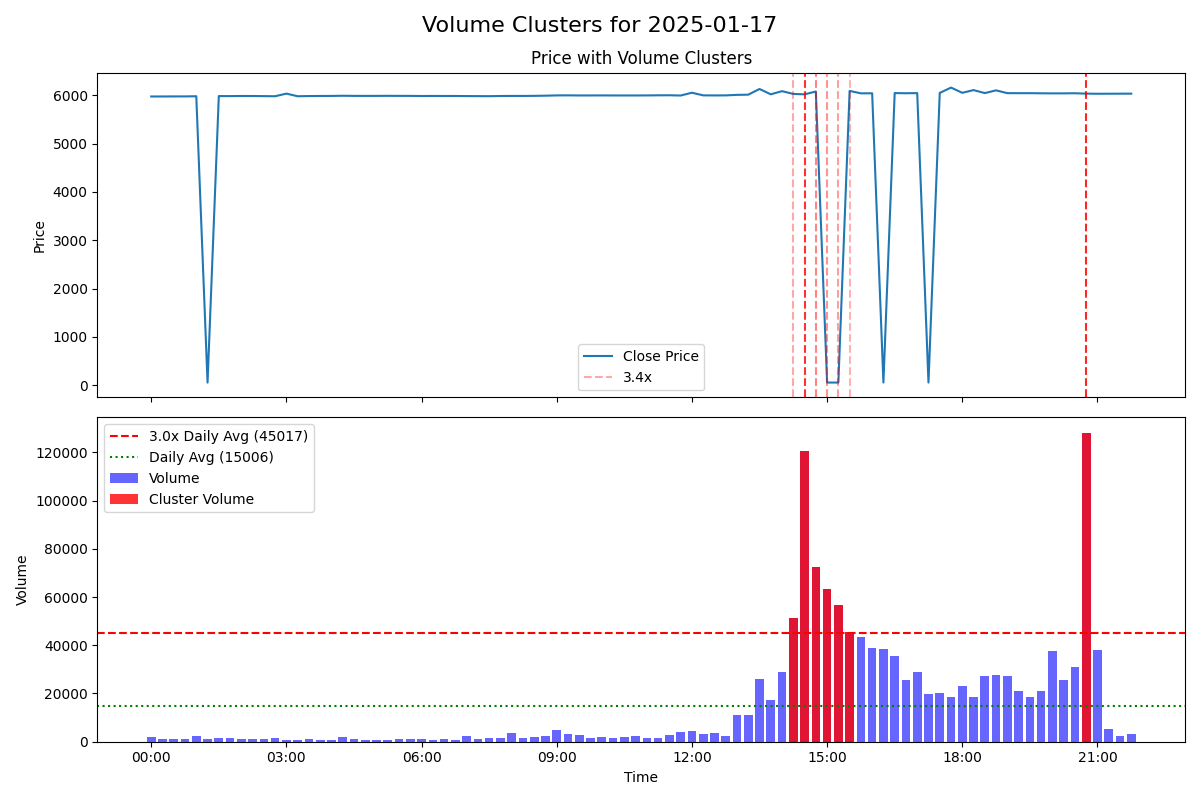 Volume Clusters for 2025-01-17
Price with Volume Clusters
6000
5000
4000
3000
2000
1000
0
Price
Close Price
3.4x
120000
100000
80000
60000
40000
20000
0
Volume
3.0x Daily Avg (45017)
Daily Avg (15006)
Volume
Cluster Volume
00:00 03:00 06:00 09:00 12:00 15:00 18:00 21:00
Time